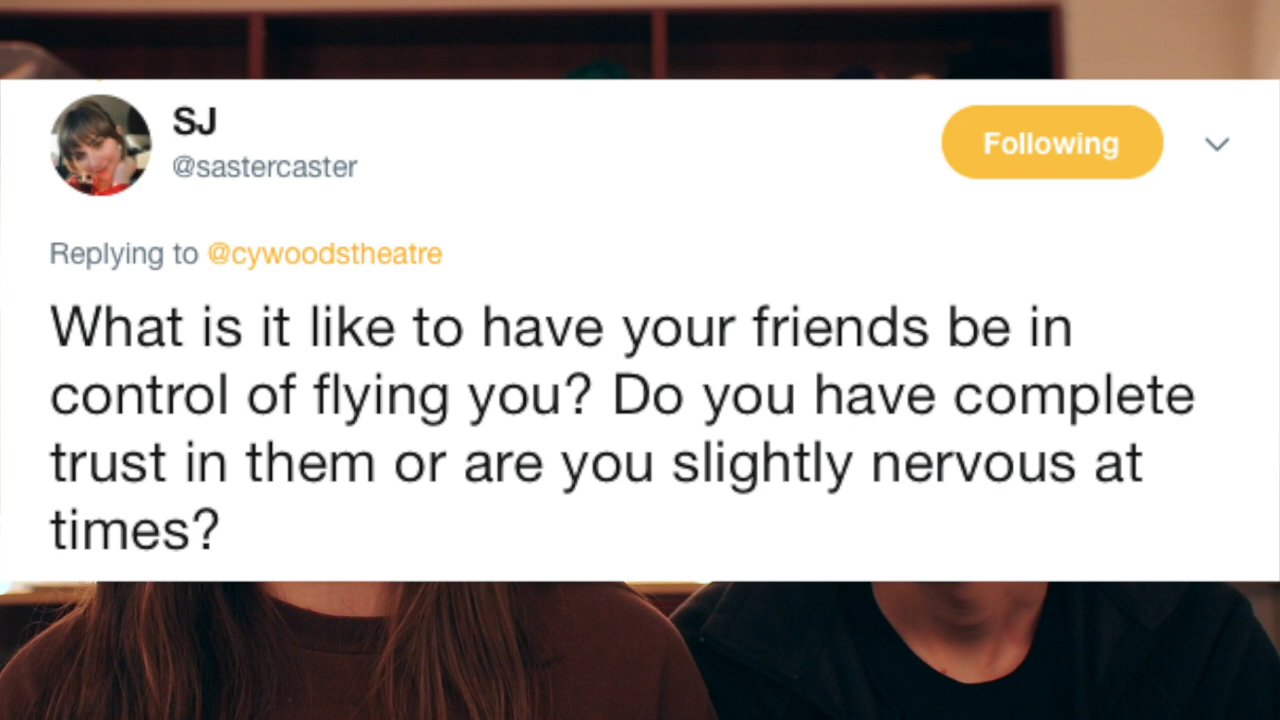 SJ
@sastercaster
Following
Replying to @cywoodstheatre
What is it like to have your friends be in
control of flying you? Do you have complete
trust in them or are you slightly nervous at
times?